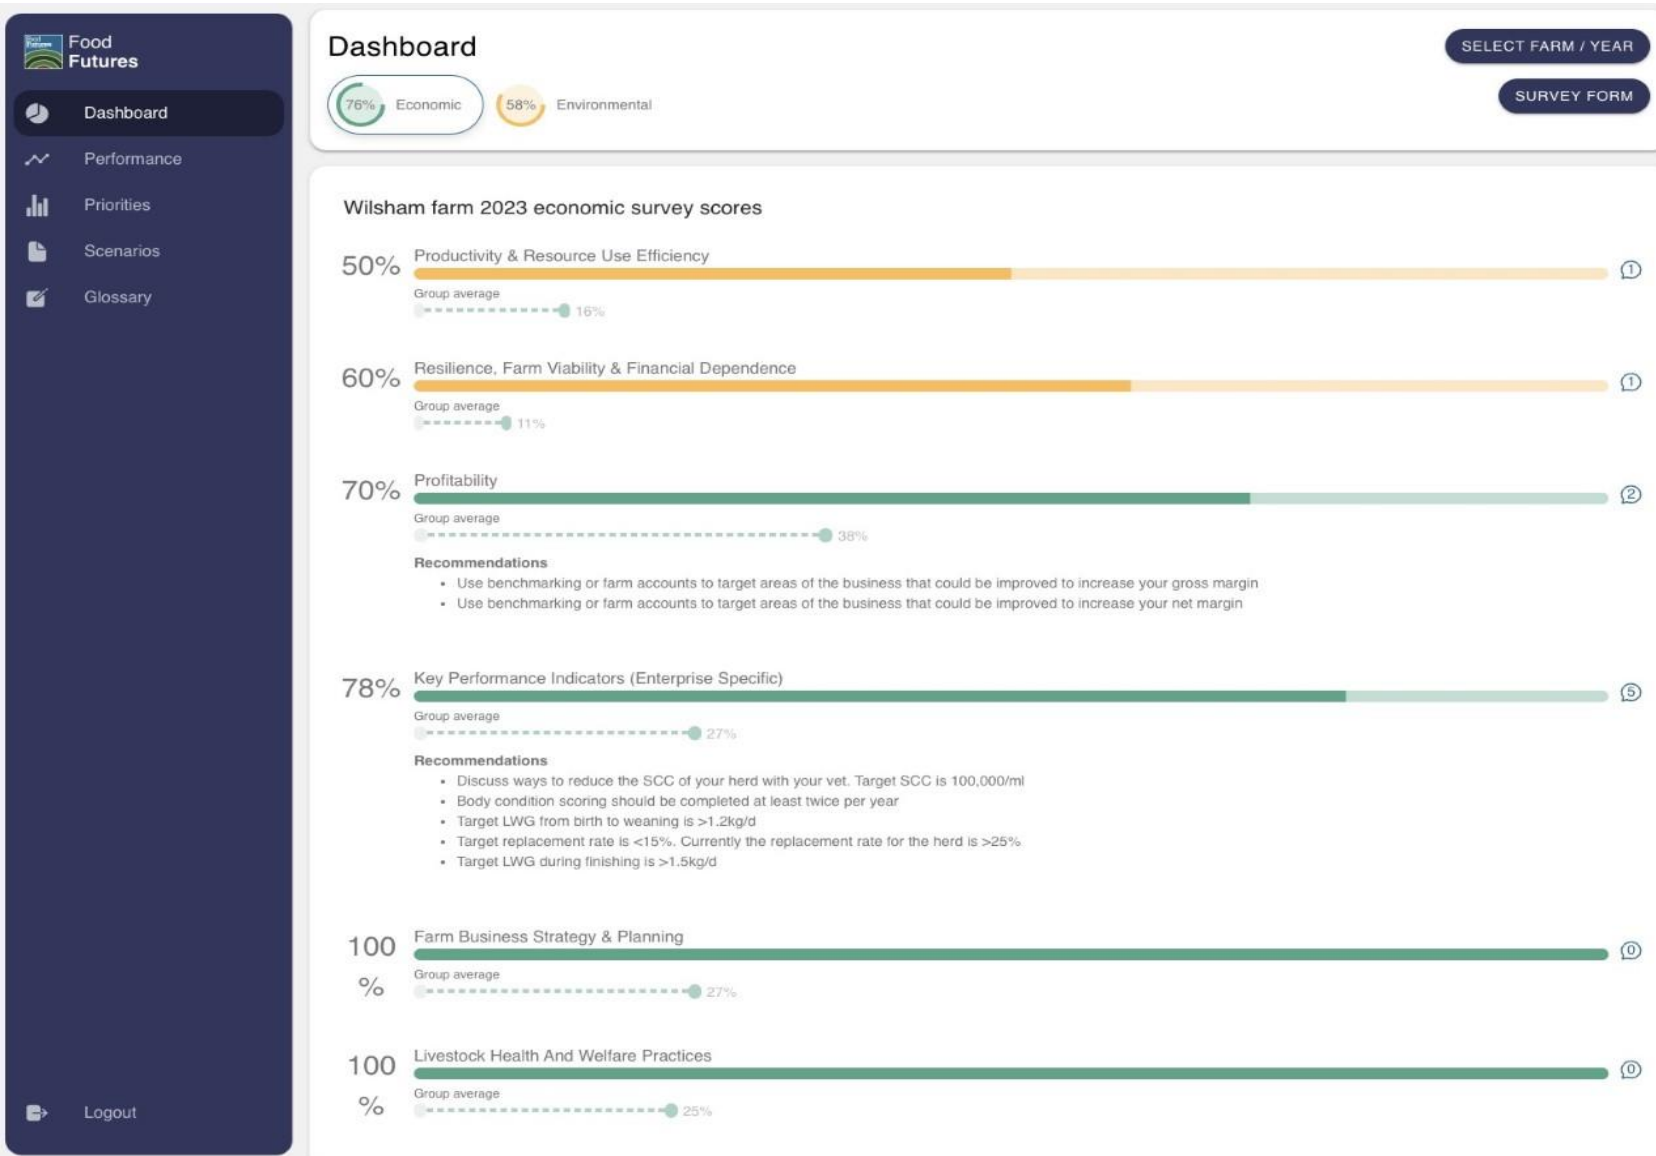 Food
Futures
Food
Futures
Dashboard
Performance
Priorities
Scenarios
Glossary
Logout
Dashboard
76% Economic
58% Environmental
SELECT FARM / YEAR
SURVEY FORM
Wilsham farm 2023 economic survey scores
50% Productivity & Resource Use Efficiency
1
Group average
16%
60% Resilience, Farm Viability & Financial Dependence
1
Group average
11%
70% Profitability
2
Group average
38%
Recommendations
• Use benchmarking or farm accounts to target areas of the business that could be improved to increase your gross margin
• Use benchmarking or farm accounts to target areas of the business that could be improved to increase your net margin
78% Key Performance Indicators (Enterprise Specific)
5
Group average
27%
Recommendations
• Discuss ways to reduce the SCC of your herd with your vet. Target SCC is 100,000/ml
• Body condition scoring should be completed at least twice per year
• Target LWG from birth to weaning is >1.2kg/d
• Target replacement rate is <15%. Currently the replacement rate for the herd is >25%
• Target LWG during finishing is >1.5kg/d
100
%
Farm Business Strategy & Planning
0
Group average
27%
100
%
Livestock Health And Welfare Practices
0
Group average
25%